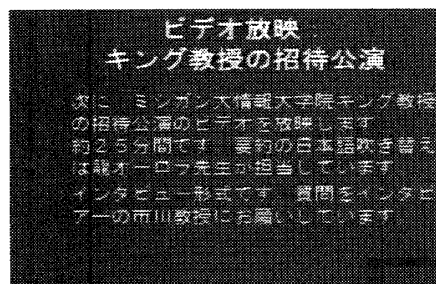 ビデオ放映
キング教授の招待公演
次に ミシガン大情報大学院キング教授
の招待公演のビデオを放映します
約25分間です 要約の日本語吹き替え
は龍オーロラ先生が担当しています
インタビュー形式です 質問をインタビ
アーの市川教授にお願いしています